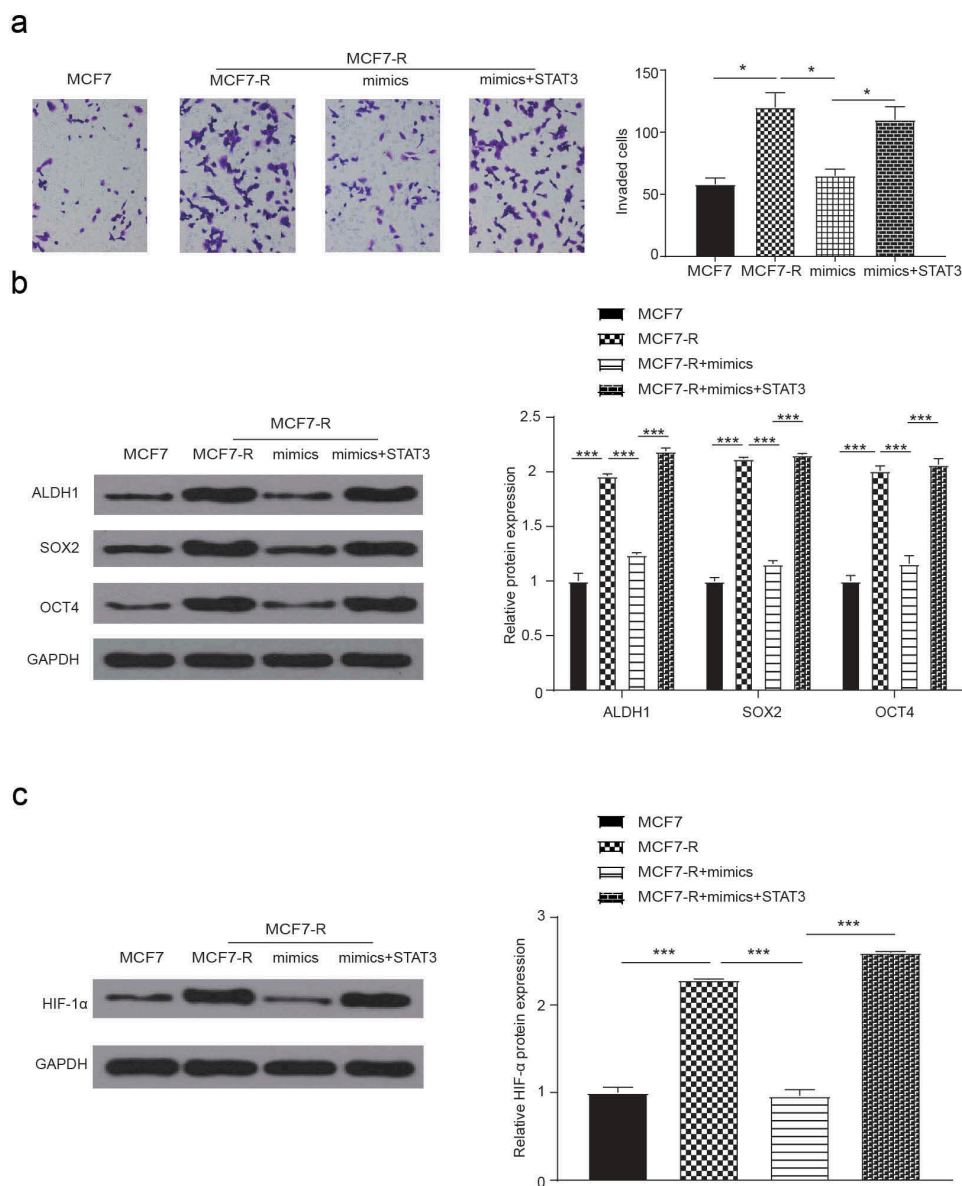 a
MCF7-R
MCF7 MCF7-R mimics mimics+STAT3
Invaded cells
150
100
50
0
* * *
MCF7 MCF7-R mimics mimics+STAT3
b
MCF7-R
MCF7 MCF7-R mimics mimics+STAT3
ALDH1
SOX2
OCT4
GAPDH
MCF7
MCF7-R
MCF7-R+mimics
MCF7-R+mimics+STAT3
Relative protein expression
2.5
2
1.5
1
0.5
0
*** *** *** *** *** *** *** *** ***
ALDH1 SOX2 OCT4
c
MCF7-R
MCF7 MCF7-R mimics mimics+STAT3
HIF-1α
GAPDH
MCF7
MCF7-R
MCF7-R+mimics
MCF7-R+mimics+STAT3
Relative HIF-α protein expression
3
2
1
0
*** *** ***